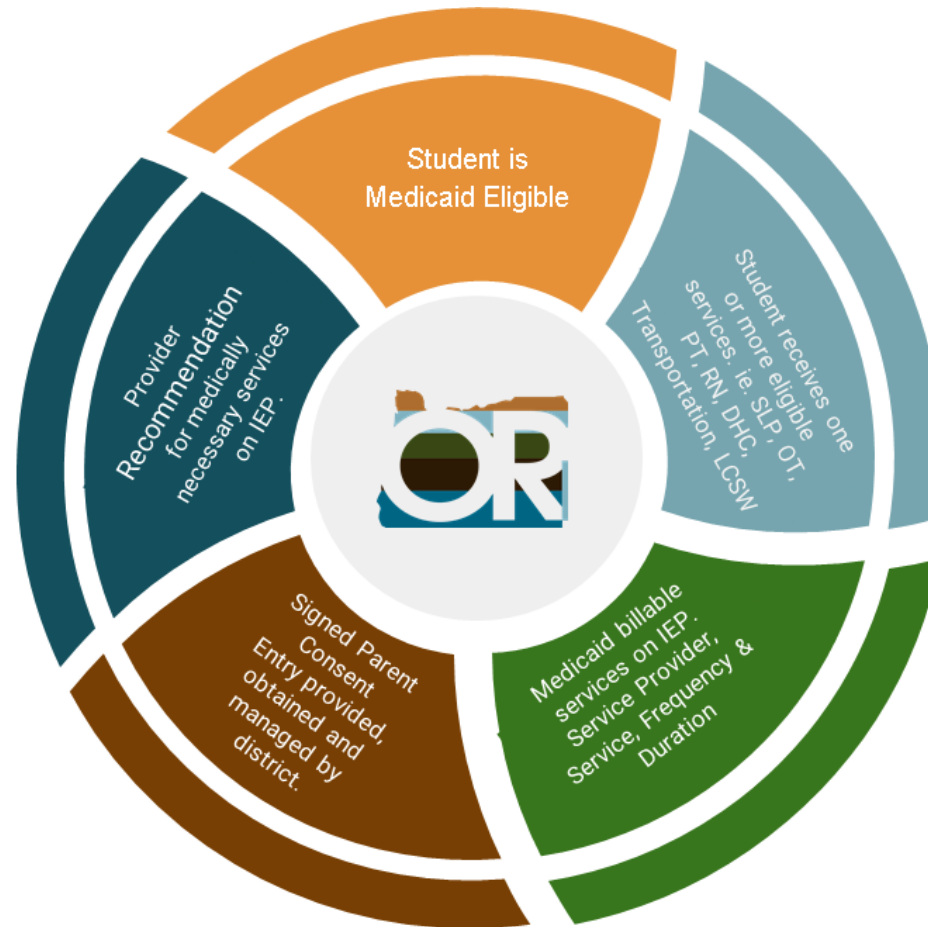 Student is
Medicaid Eligible
Student receives one
or more eligible
services. ie. SLP, OT,
PT, RN, DHC,
Transportation, LCSW
Medicaid billable
services on IEP.
Service Provider,
Service, Frequency &
Duration
Signed Parent
Consent
Entry provided,
obtained and
managed by
district.
Provider
Recommendation
for medically
necessary services
on IEP.
OR